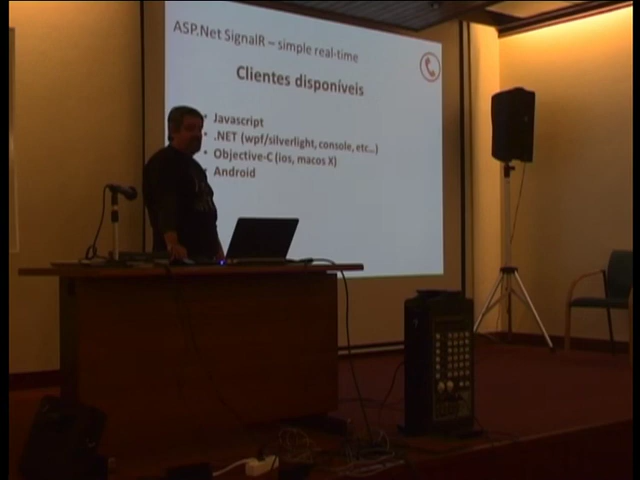 ASP.Net SignalR – simple real-time
Clientes disponíveis
• Javascript
• .NET (wpf/silverlight, console, etc…)
• Objective-C (ios, macos X)
• Android